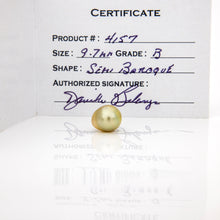 CERTIFICATE
PRODUCT #: 4157
SIZE: 9.7mm GRADE: B
SHAPE: SEMI BAROQUE
AUTHORIZED SIGNATURE: